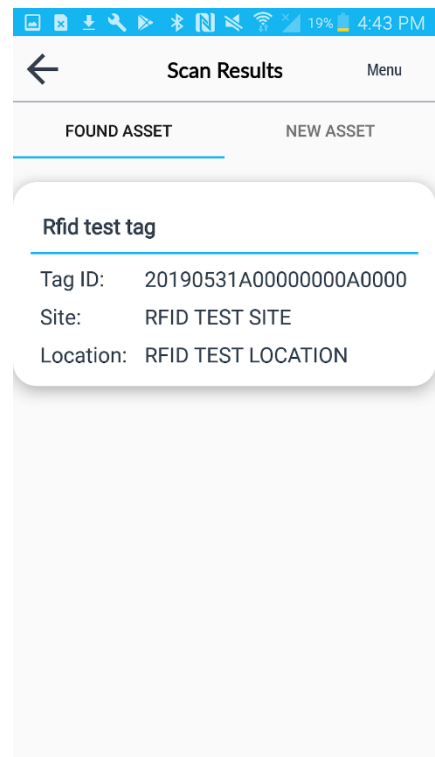 19% 4:43 PM
Scan Results Menu
FOUND ASSET NEW ASSET
Rfid test tag
Tag ID: 20190531A00000000A0000
Site: RFID TEST SITE
Location: RFID TEST LOCATION